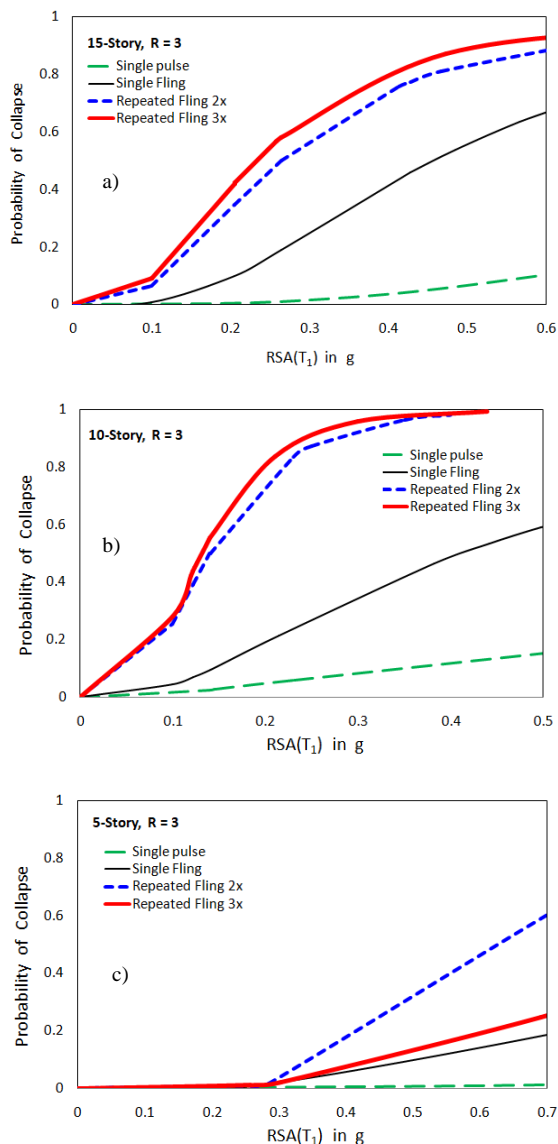 15-Story, R = 3
Single pulse
Single Fling
Repeated Fling 2x
Repeated Fling 3x
a)
Probability of Collapse
1
0.8
0.6
0.4
0.2
0
0 0.1 0.2 0.3 0.4 0.5 0.6
RSA(T1) in g
10-Story, R = 3
Single pulse
Single Fling
Repeated Fling 2x
Repeated Fling 3x
b)
Probability of Collapse
1
0.8
0.6
0.4
0.2
0
0 0.1 0.2 0.3 0.4 0.5
RSA(T1) in g
5-Story, R = 3
Single pulse
Single Fling
Repeated Fling 2x
Repeated Fling 3x
c)
Probability of Collapse
1
0.8
0.6
0.4
0.2
0
0 0.1 0.2 0.3 0.4 0.5 0.6 0.7
RSA(T1) in g